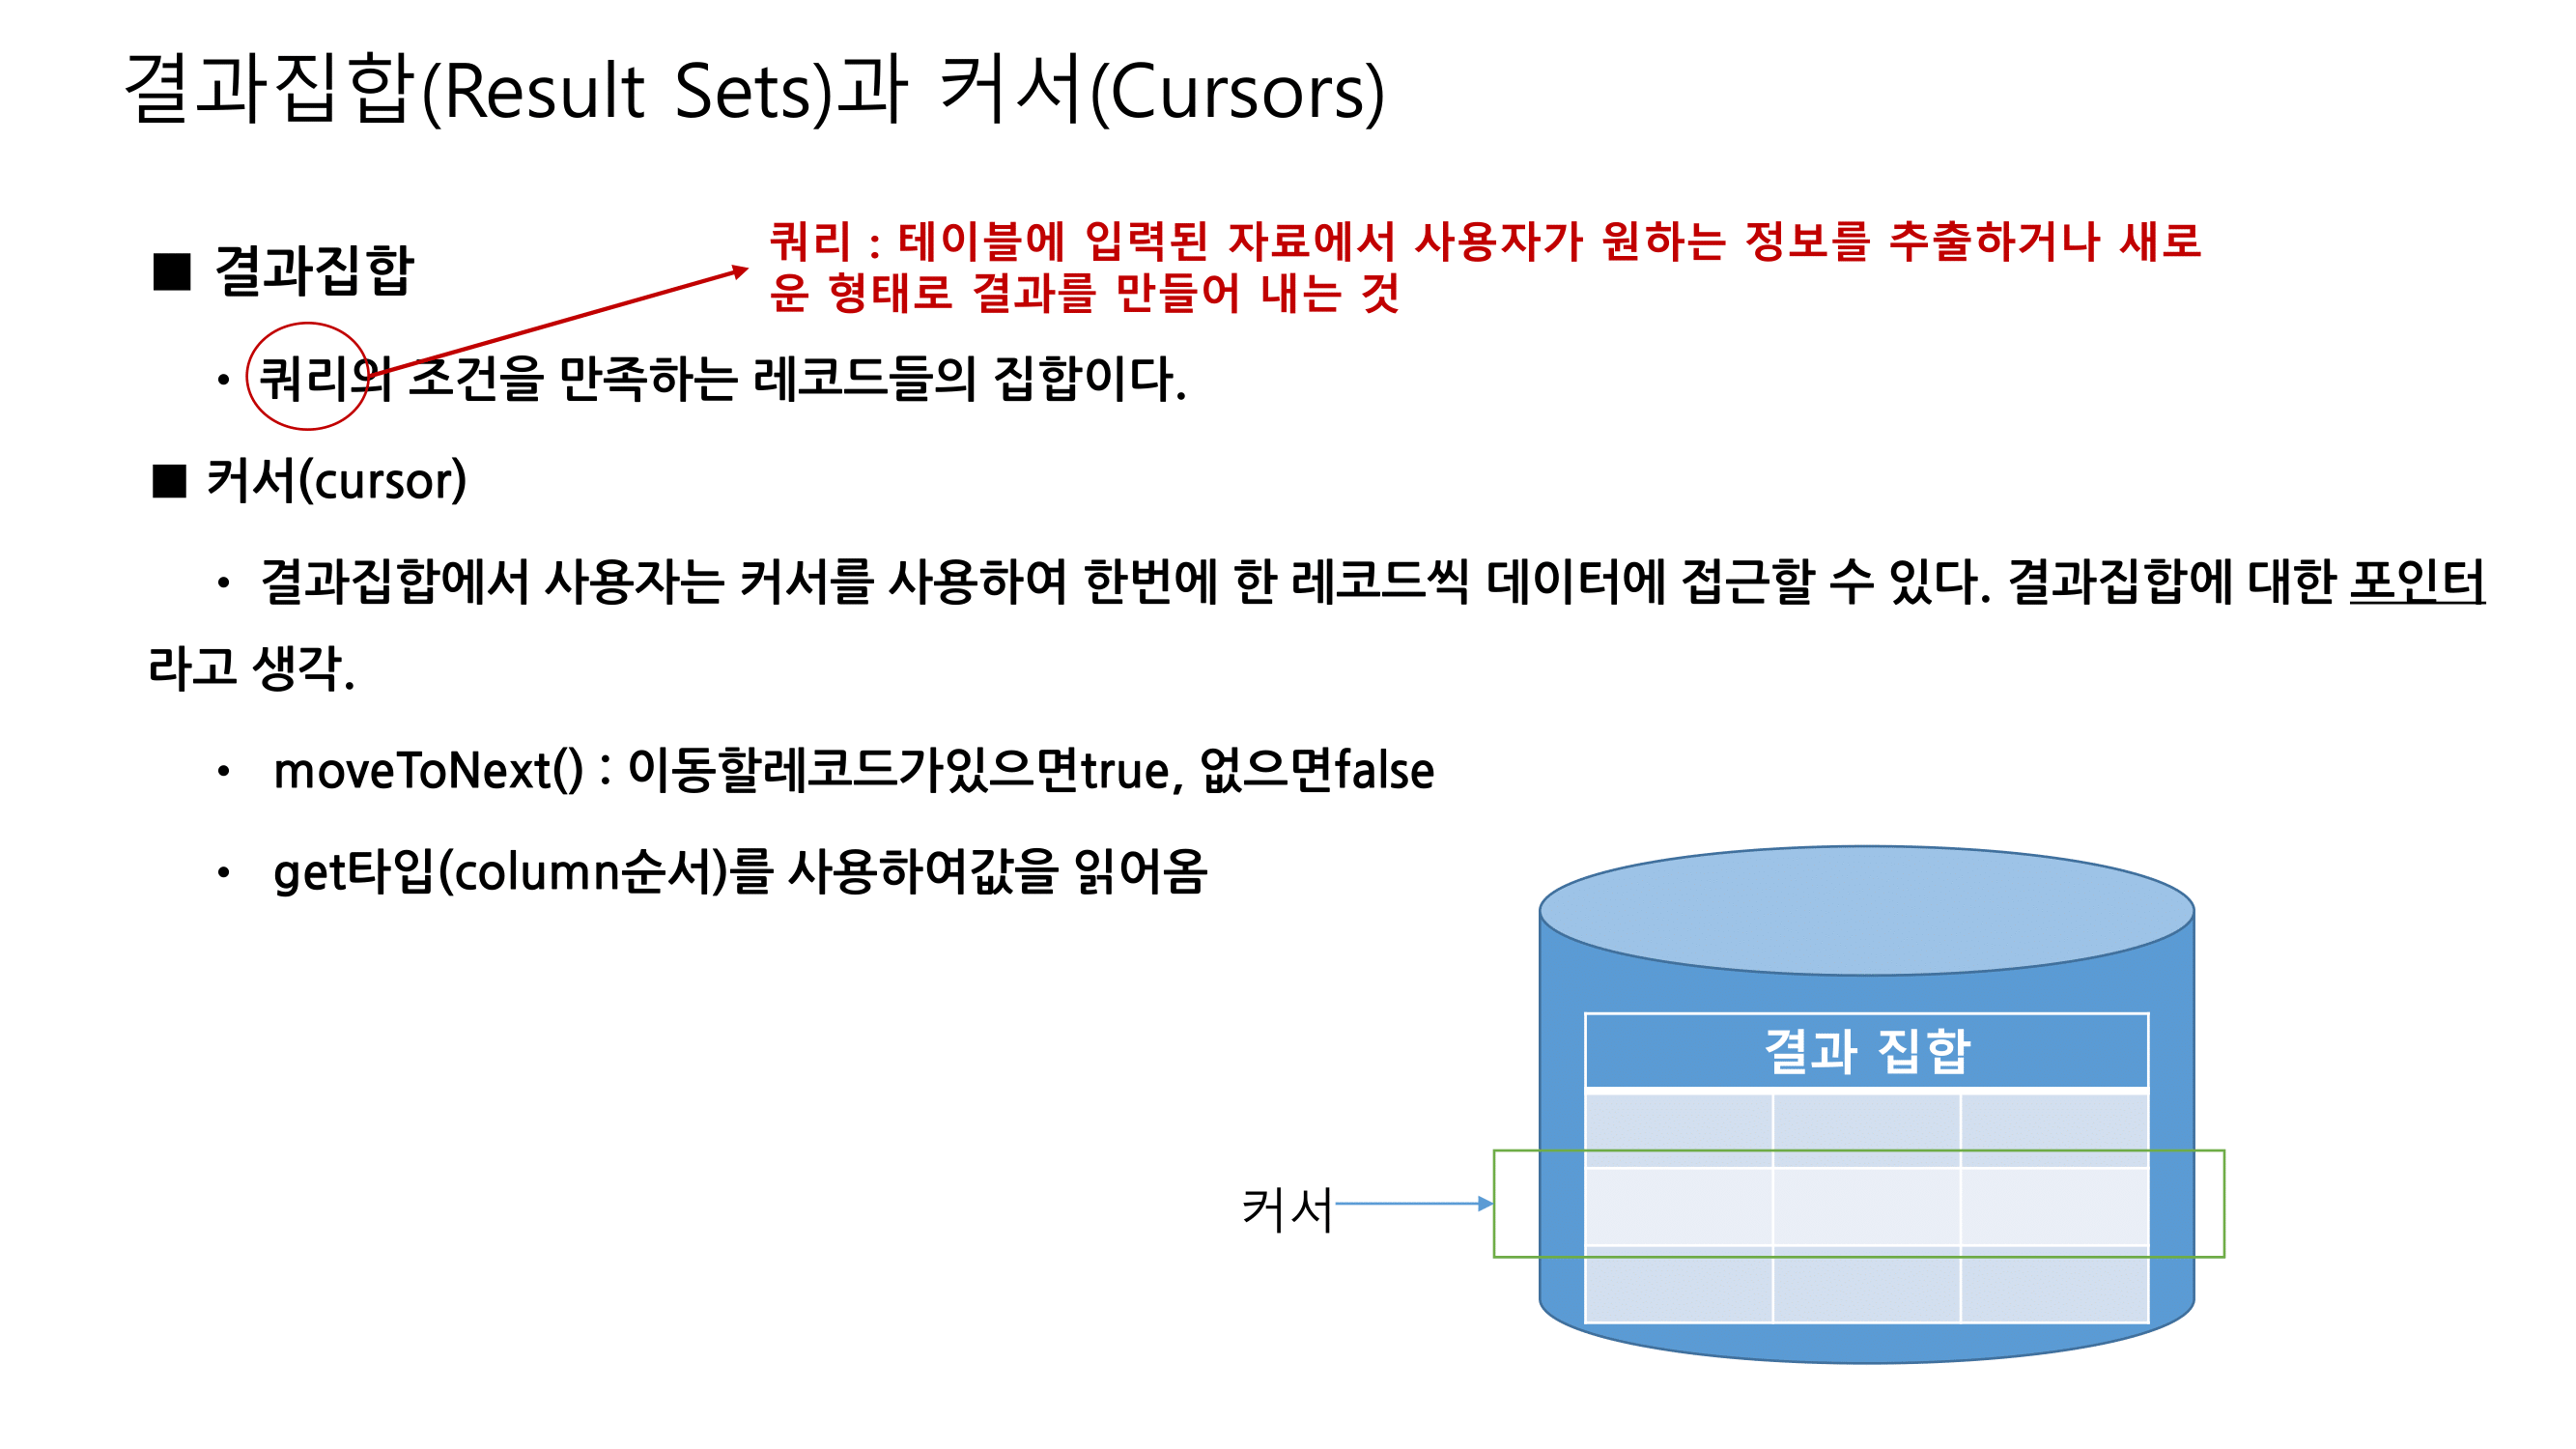 결과집합(Result Sets)과 커서(Cursors)
■ 결과집합
쿼리 : 테이블에 입력된 자료에서 사용자가 원하는 정보를 추출하거나 새로
운 형태로 결과를 만들어 내는 것
• 쿼리의 조건을 만족하는 레코드들의 집합이다.
■ 커서(cursor)
• 결과집합에서 사용자는 커서를 사용하여 한번에 한 레코드씩 데이터에 접근할 수 있다. 결과집합에 대한 포인터
라고 생각.
• moveToNext() : 이동할레코드가있으면true, 없으면false
• get타입(column순서)를 사용하여값을 읽어옴
결과 집합
커서